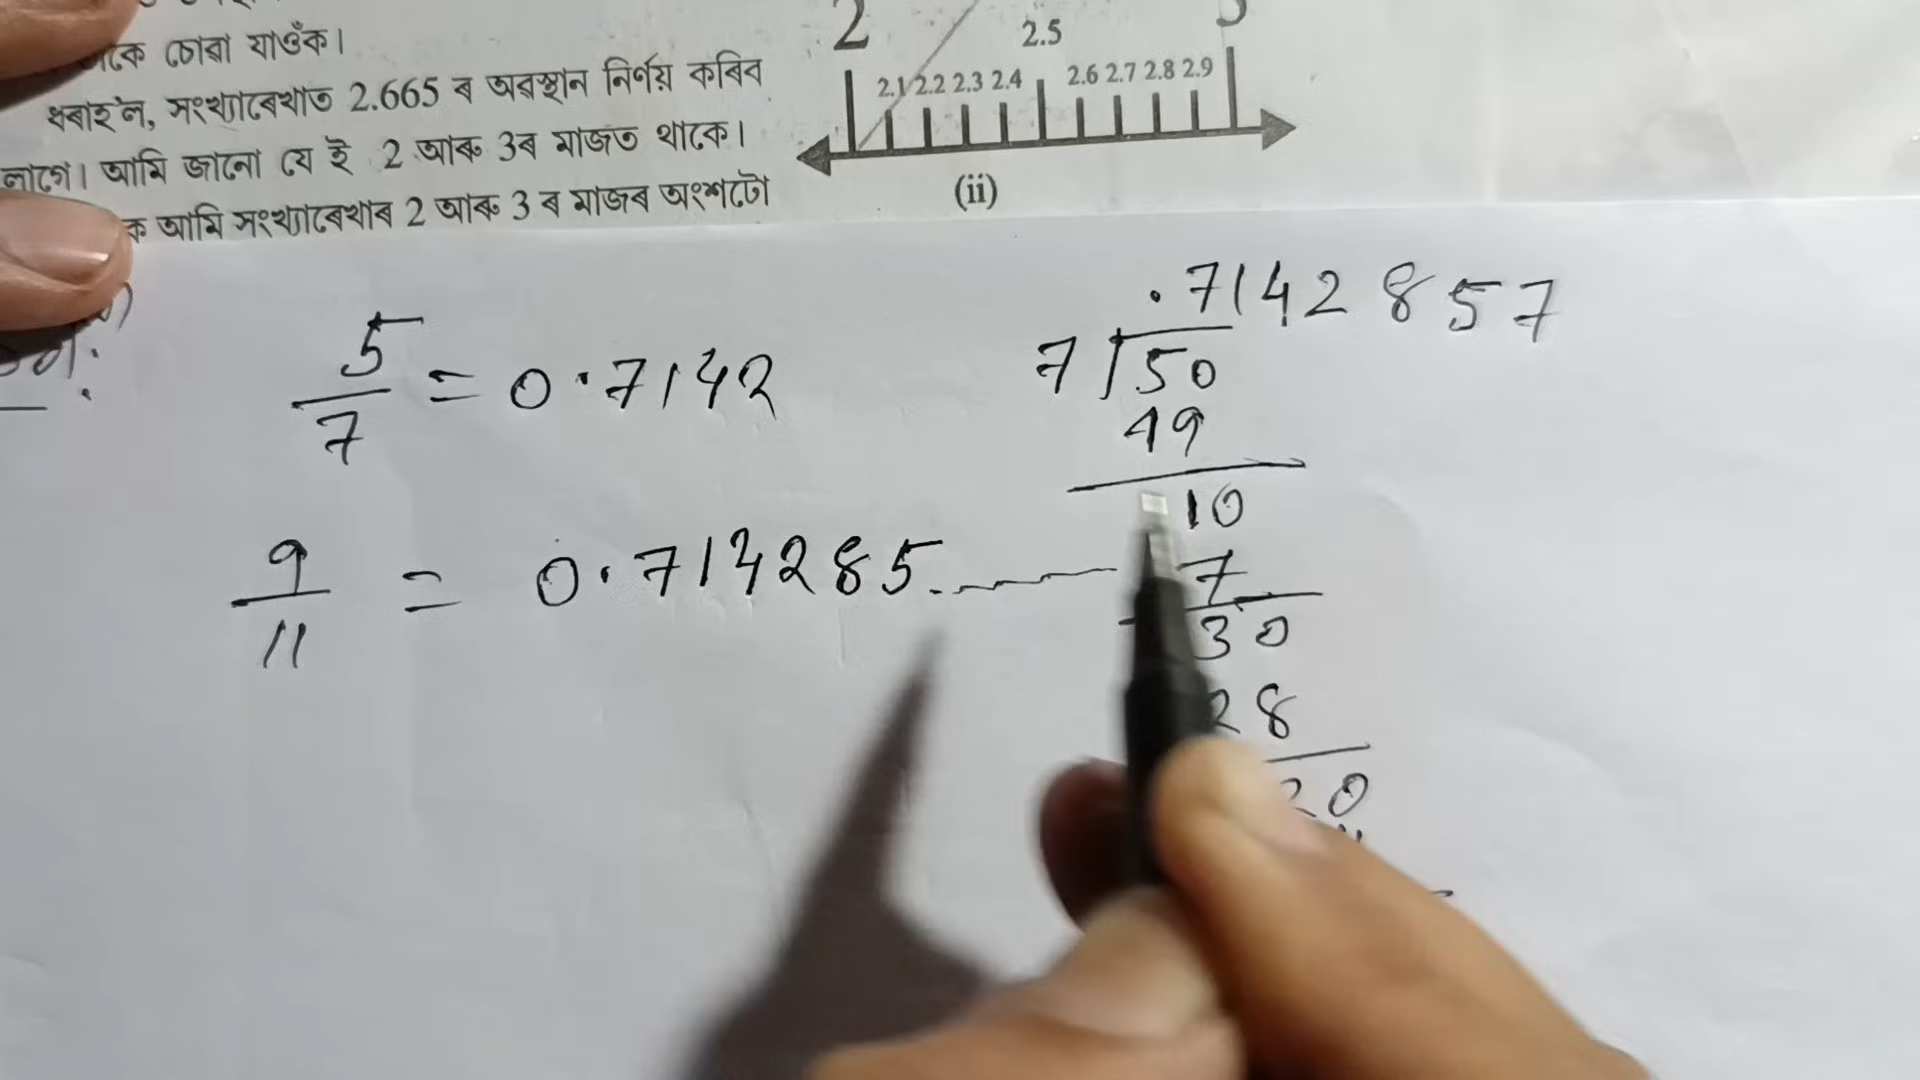 চোৱা যাওঁক।
ধৰাহ'ল, সংখ্যাৰেখাত 2.665 ৰ অৱস্থান নিৰ্ণয় কৰিব
লাগে। আমি জানো যে ই 2 আৰু 3ৰ মাজত থাকে।
আমি সংখ্যাৰেখাৰ 2 আৰু 3 ৰ মাজৰ অংশটো
2 2.5 3
2.1 2.2 2.3 2.4 2.6 2.7 2.8 2.9
(ii)
5/7 = 0.7142
9/11 = 0.714285.
.7142857
7)50
49
10
7
30
28
20